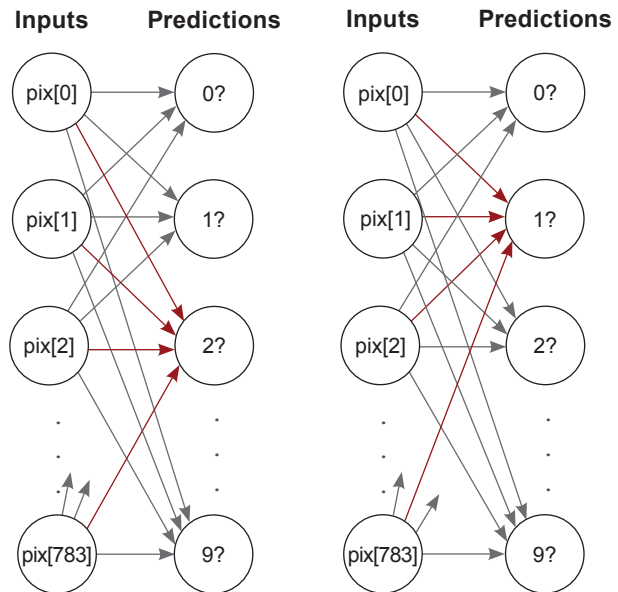 Inputs Predictions
pix[0] 0?
pix[1] 1?
pix[2] 2?
pix[783] 9?
Inputs Predictions
pix[0] 0?
pix[1] 1?
pix[2] 2?
pix[783] 9?